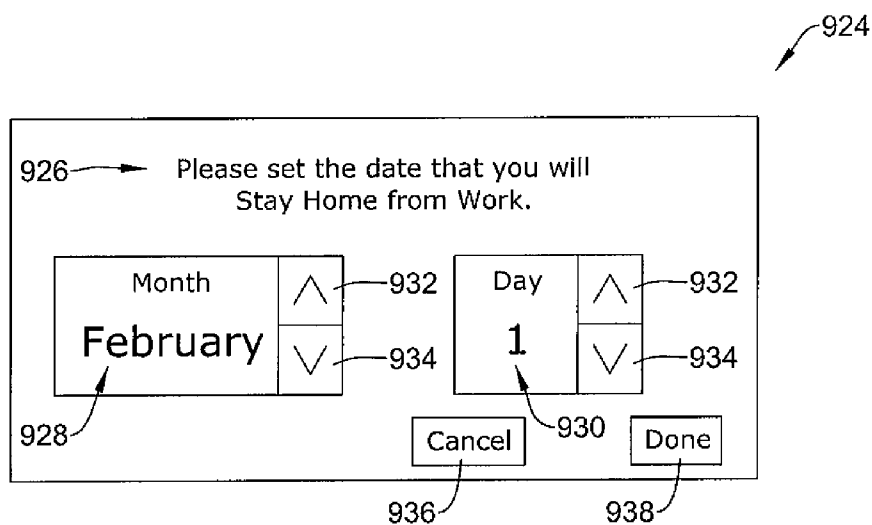 924
926 Please set the date that you will
Stay Home from Work.
Month 932 Day 932
February 934 1 934
928 930
Cancel Done
936 938